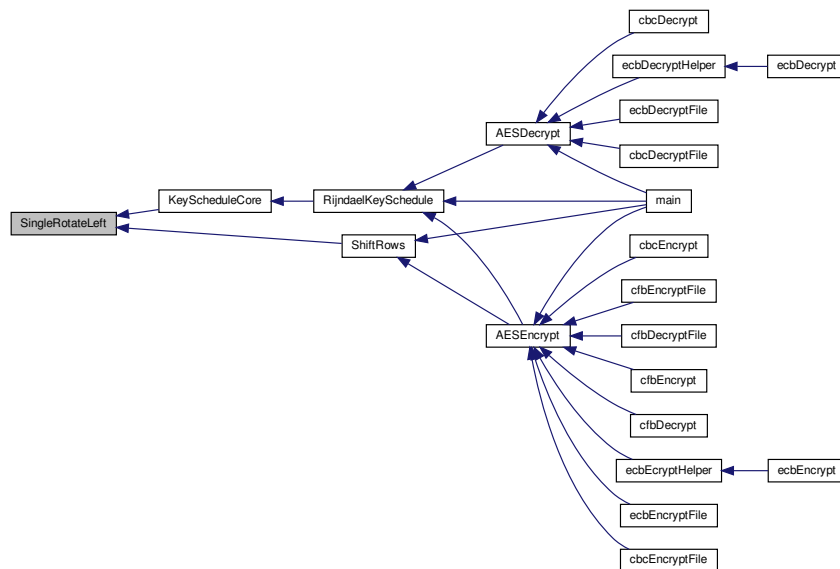 cbcDecrypt
ecbDecryptHelper
ecbDecrypt
ecbDecryptFile
AESDecrypt
cbcDecryptFile
KeyScheduleCore
RijndaelKeySchedule
main
SingleRotateLeft
ShiftRows
cbcEncrypt
cfbEncryptFile
AESEncrypt
cfbDecryptFile
cfbEncrypt
cfbDecrypt
ecbEcryptHelper
ecbEncrypt
ecbEncryptFile
cbcEncryptFile